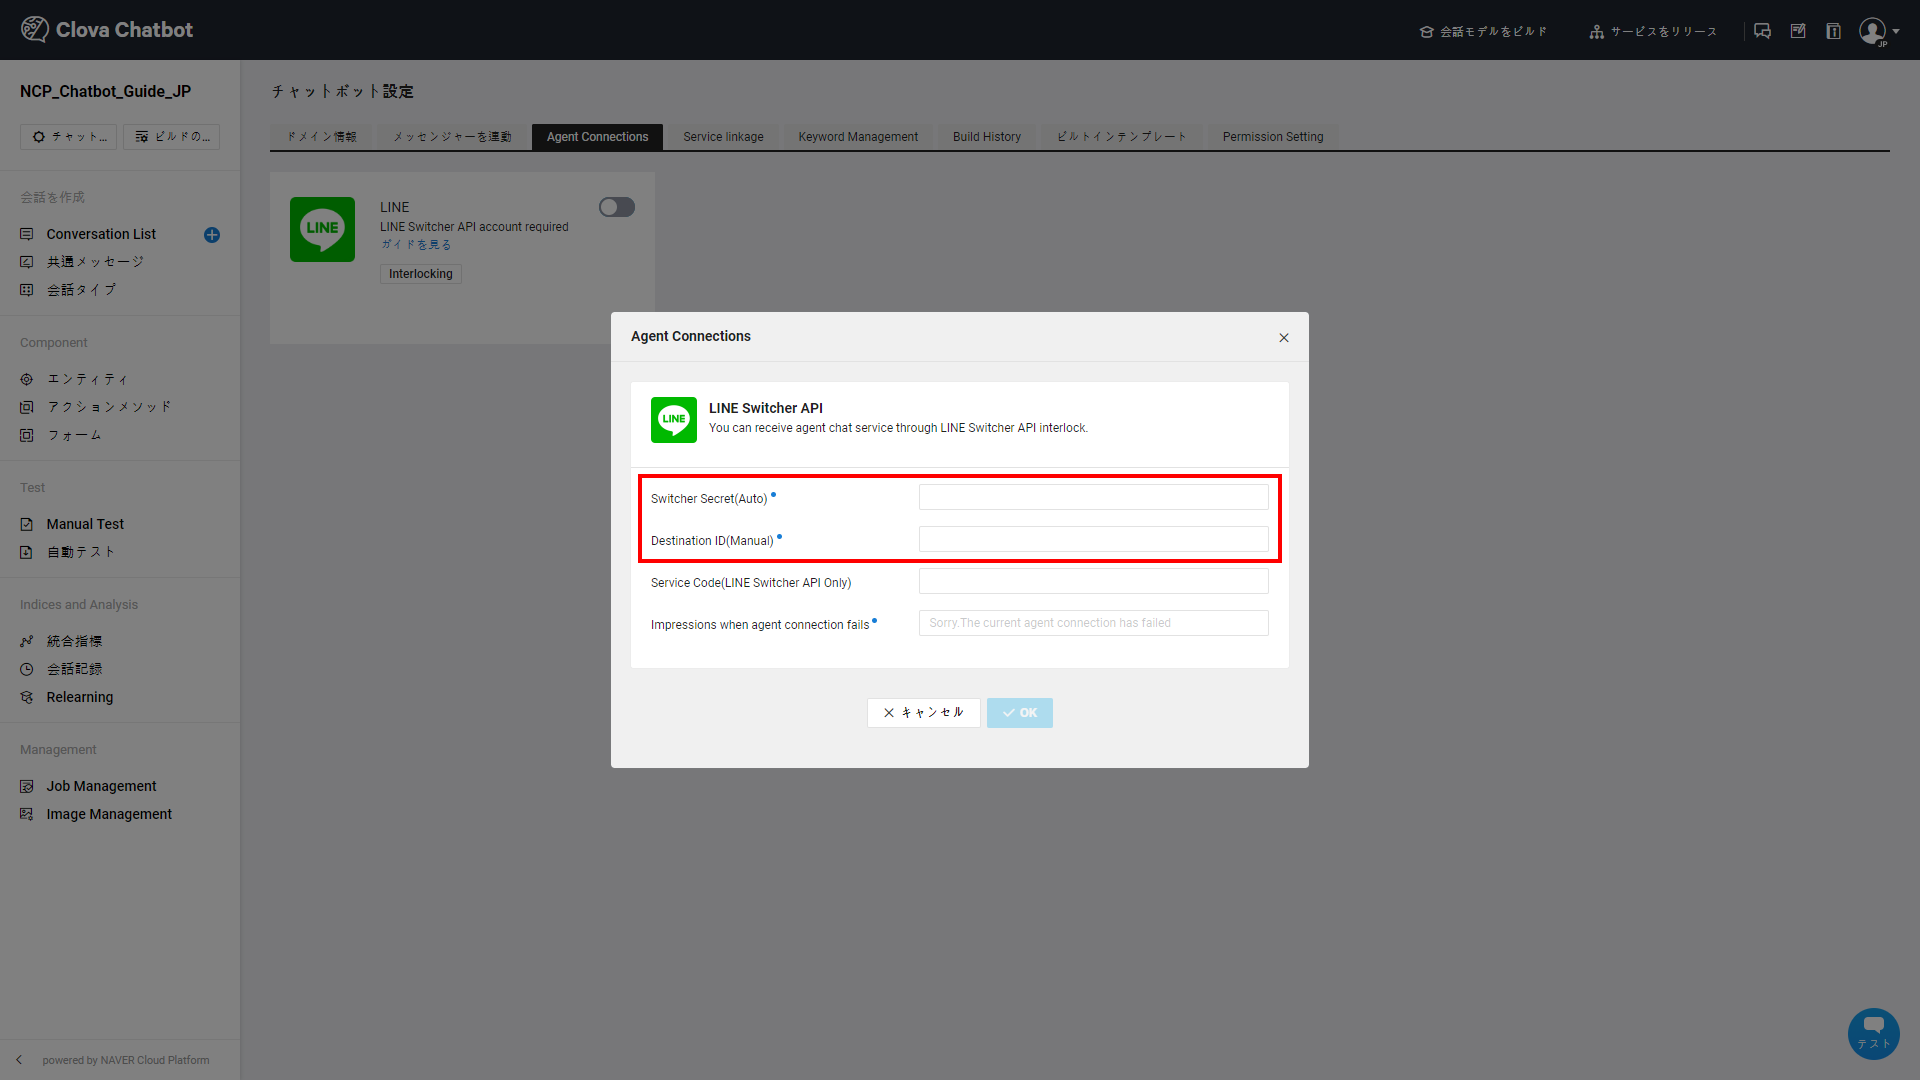 Clova Chatbot
会話モデルをビルド
サービスをリリース
JP
NCP_Chatbot_Guide_JP
チャット...
ビルドの...
会話を作成
Conversation List
共通メッセージ
会話タイプ
Component
エンティティ
アクションメソッド
フォーム
Test
Manual Test
自動テスト
Indices and Analysis
統合指標
会話記録
Relearning
Management
Job Management
Image Management
powered by NAVER Cloud Platform
チャットボット設定
ドメイン情報
メッセンジャーを連動
Agent Connections
Service linkage
Keyword Management
Build History
ビルトインテンプレート
Permission Setting
LINE
LINE
LINE Switcher API account required
ガイドを見る
Interlocking
Agent Connections
LINE
LINE Switcher API
You can receive agent chat service through LINE Switcher API interlock.
Switcher Secret(Auto)
Destination ID(Manual)
Service Code(LINE Switcher API Only)
Impressions when agent connection fails
Sorry.The current agent connection has failed
キャンセル
OK
テスト